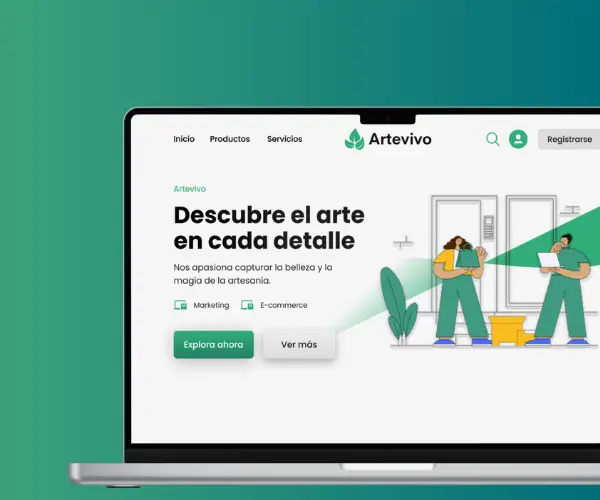 Inicio Productos Servicios Artevivo Registrarse
Artevivo
Descubre el arte
en cada detalle
Nos apasiona capturar la belleza y la
magia de la artesanía.
Marketing E-commerce
Explora ahora Ver más